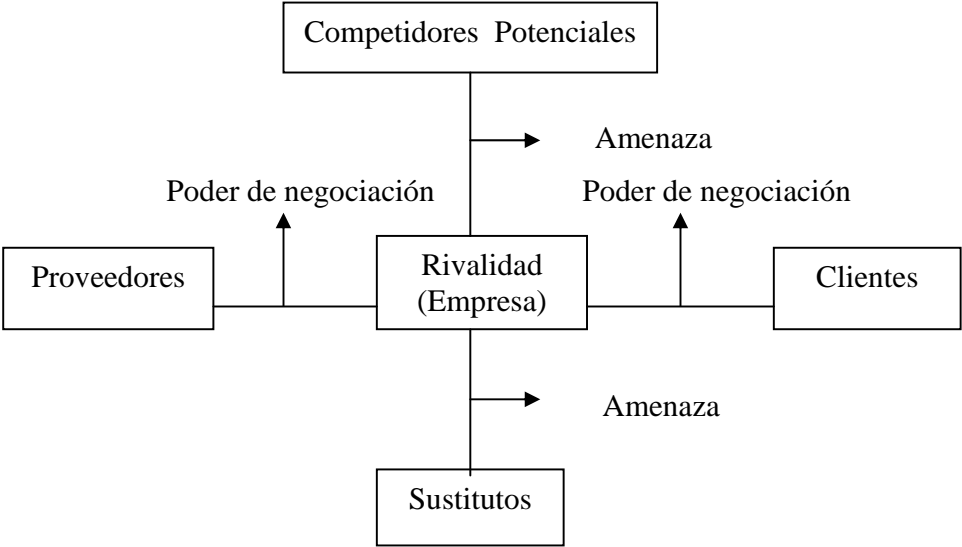 Competidores  Potenciales
Amenaza
Poder de negociación
Poder de negociación
Proveedores
Rivalidad
(Empresa)
Clientes
Amenaza
Sustitutos